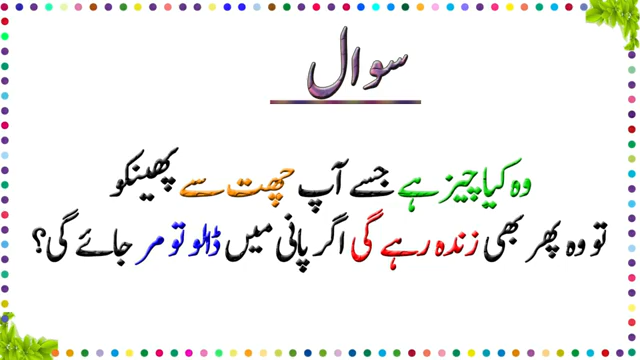 سوال
وہ کیا چیز ہے جسے آپ چھت سے پھینکو
تو وہ پھر بھی زندہ رہے گی اگر پانی میں ڈالو تو مر جائے گی؟